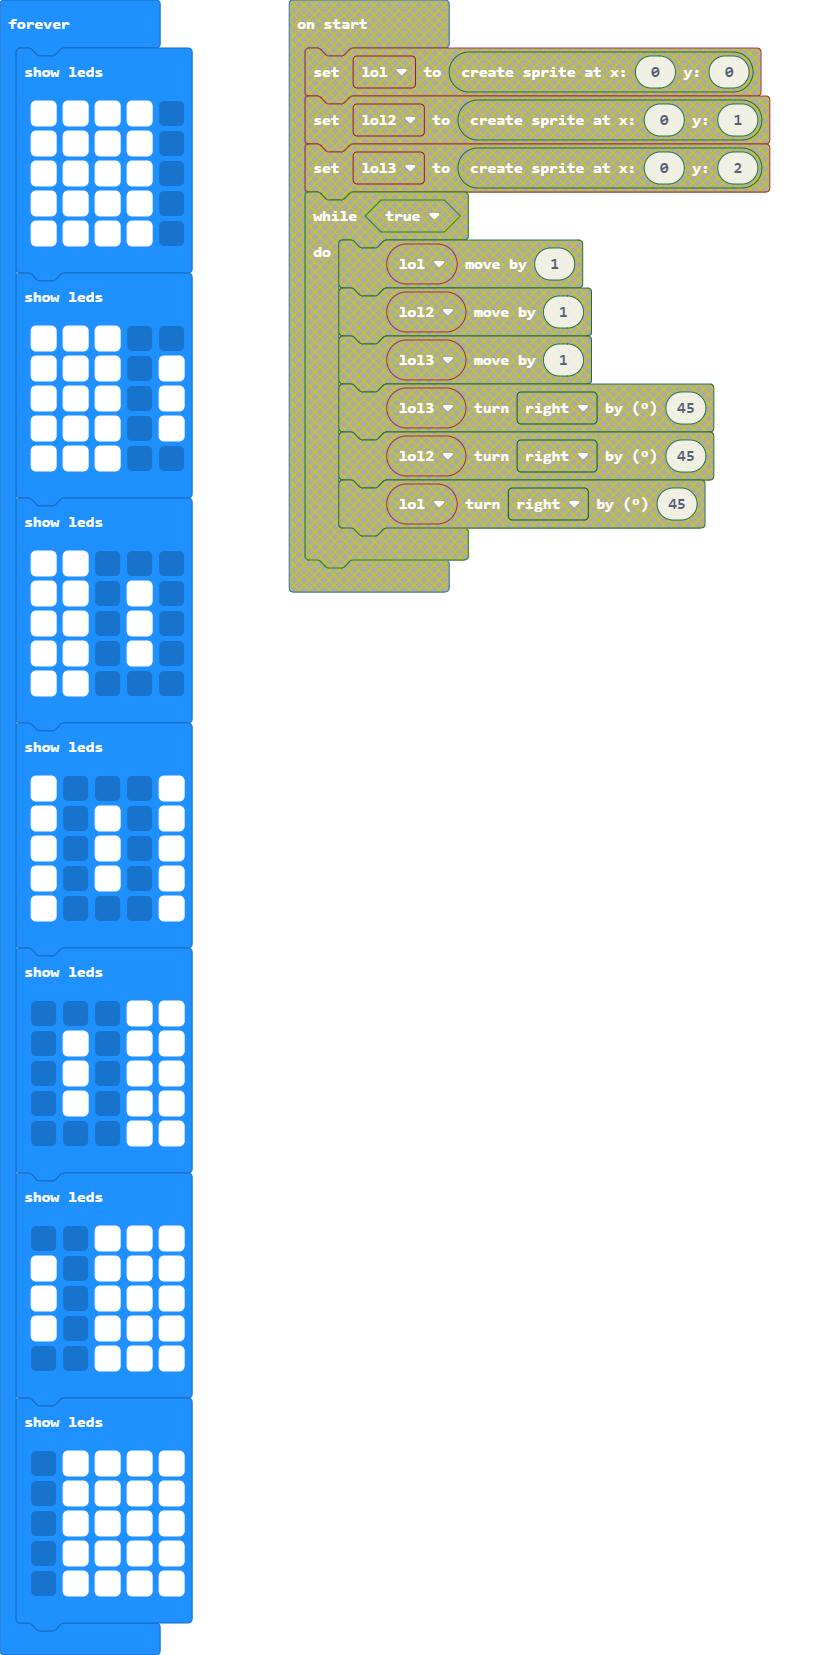 forever
show leds
show leds
show leds
show leds
show leds
show leds
show leds
on start
set lol to create sprite at x: 0 y: 0
set lol2 to create sprite at x: 0 y: 1
set lol3 to create sprite at x: 0 y: 2
while true
do
lol move by 1
lol2 move by 1
lol3 move by 1
lol3 turn right by (º) 45
lol2 turn right by (º) 45
lol turn right by (º) 45